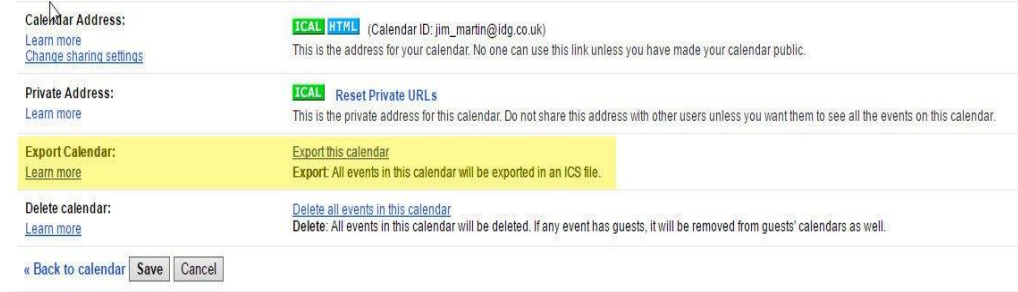 Calendar Address:
ICAL HTML (Calendar ID: jim_martin@idg.co.uk)
Learn more
This is the address for your calendar. No one can use this link unless you have made your calendar public.
Change sharing settings
Private Address:
ICAL Reset Private URLs
Learn more
This is the private address for this calendar. Do not share this address with other users unless you want them to see all the events on this calendar.
Export Calendar:
Export this calendar
Learn more
Export: All events in this calendar will be exported in an ICS file.
Delete calendar:
Delete all events in this calendar
Learn more
Delete: All events in this calendar will be deleted. If any event has guests, it will be removed from guests' calendars as well.
« Back to calendar Save Cancel